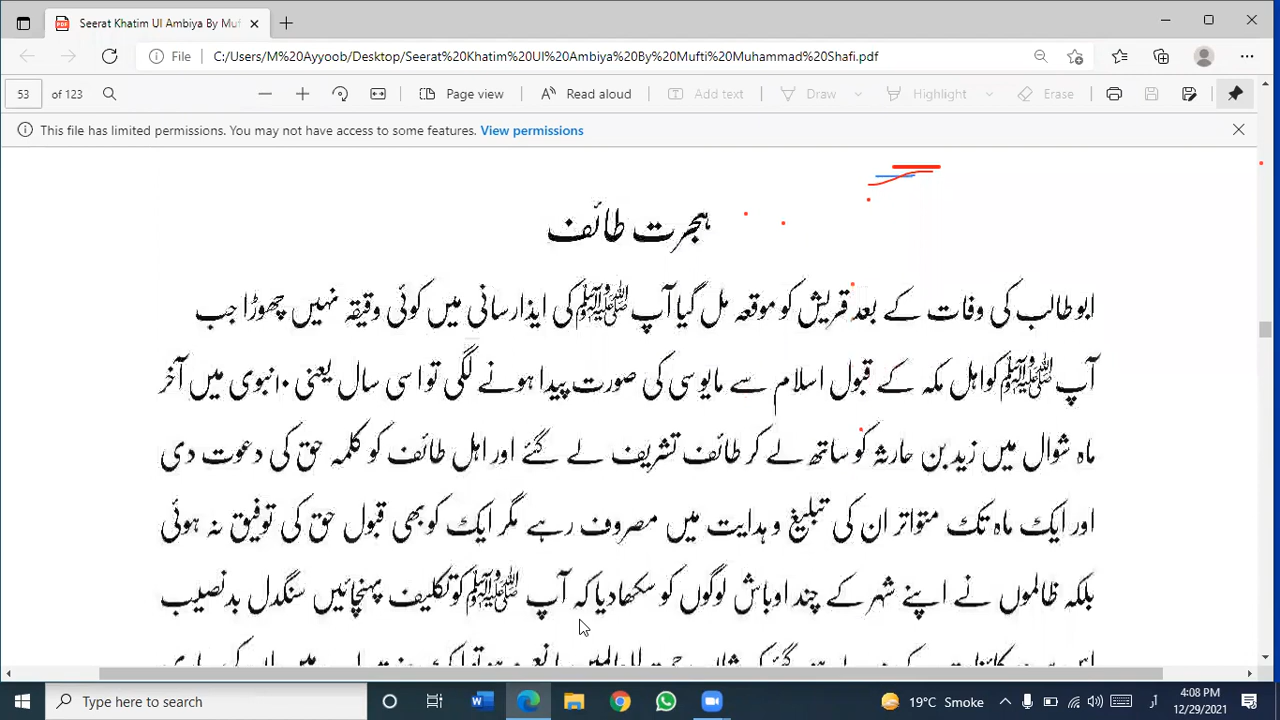 Seerat Khatim Ul Ambiya By Muf
File
C:/Users/M%20Ayyoob/Desktop/Seerat%20Khatim%20Ul%20Ambiya%20By%20Mufti%20Muhammad%20Shafi.pdf
53 of 123
Page view
Read aloud
Add text
Draw
Highlight
Erase
This file has limited permissions. You may not have access to some features. View permissions
ہجرت طائف
ابو طالب کی وفات کے بعد قریش کو موقعہ مل گیا آپ ﷺ کی ایذارسانی میں کوئی وقیقہ نہیں چھوڑا جب
آپ ﷺ کو اہل مکہ کے قبول اسلام سے مایوسی کی صورت پیدا ہونے لگی تو اسی سال یعنی ۱۰ نبوی میں آخر
ماہ شوال میں زید بن حارثہ کو ساتھ لے کر طائف تشریف لے گئے اور اہل طائف کو کلمہ حق کی دعوت دی
اور ایک ماہ تک متواتر ان کی تبلیغ و ہدایت میں مصروف رہے مگر ایک کو بھی قبول حق کی توفیق نہ ہوئی
بلکہ ظالموں نے اپنے شہر کے چند اوباش لوگوں کو سکھا دیا کہ آپ ﷺ کو تکلیف پہنچائیں سنگدل بدنصیب
Type here to search
19°C Smoke
4:08 PM
12/29/2021